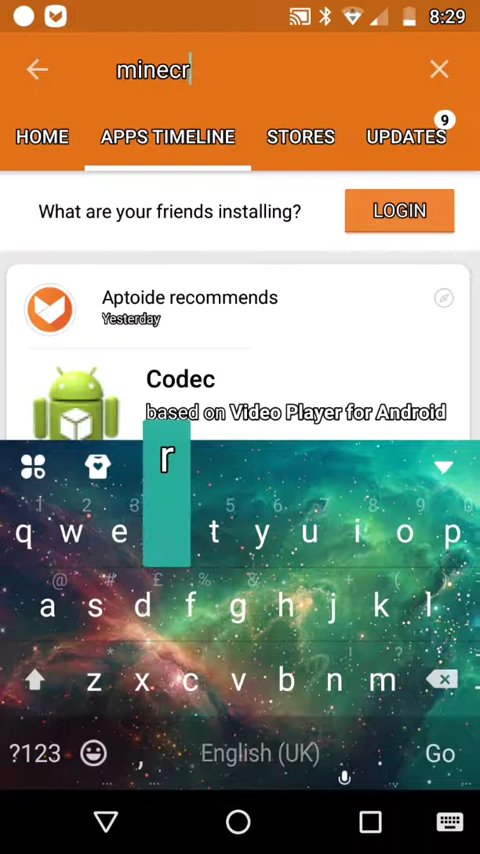 8:29
minecr
HOME APPS TIMELINE STORES UPDATES 9
What are your friends installing? LOGIN
Aptoide recommends
Yesterday
Codec
based on Video Player for Android
r
1 2 3 5 6 7 8 9 0
q w e t y u i o p
@ # £ % & + (
a s d f g h j k l
* ! ?
z x c v b n m
?123 , English (UK) Go